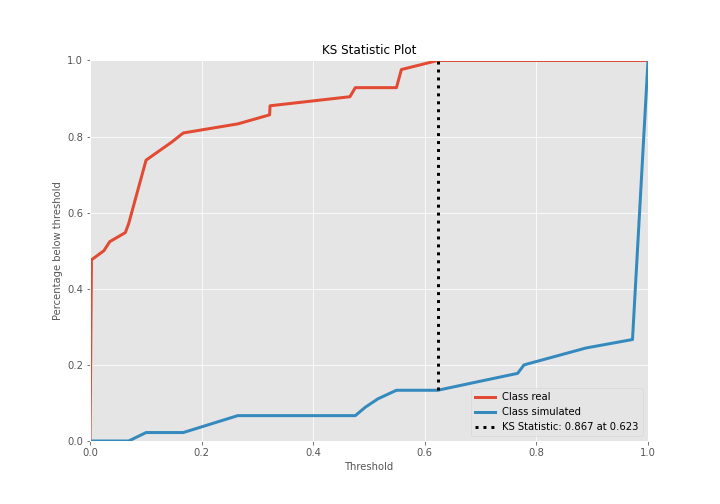 KS Statistic Plot
1.0
0.8
0.6
0.4
0.2
0.0
Percentage below threshold
Class real
Class simulated
KS Statistic: 0.867 at 0.623
0.0 0.2 0.4 0.6 0.8 1.0
Threshold